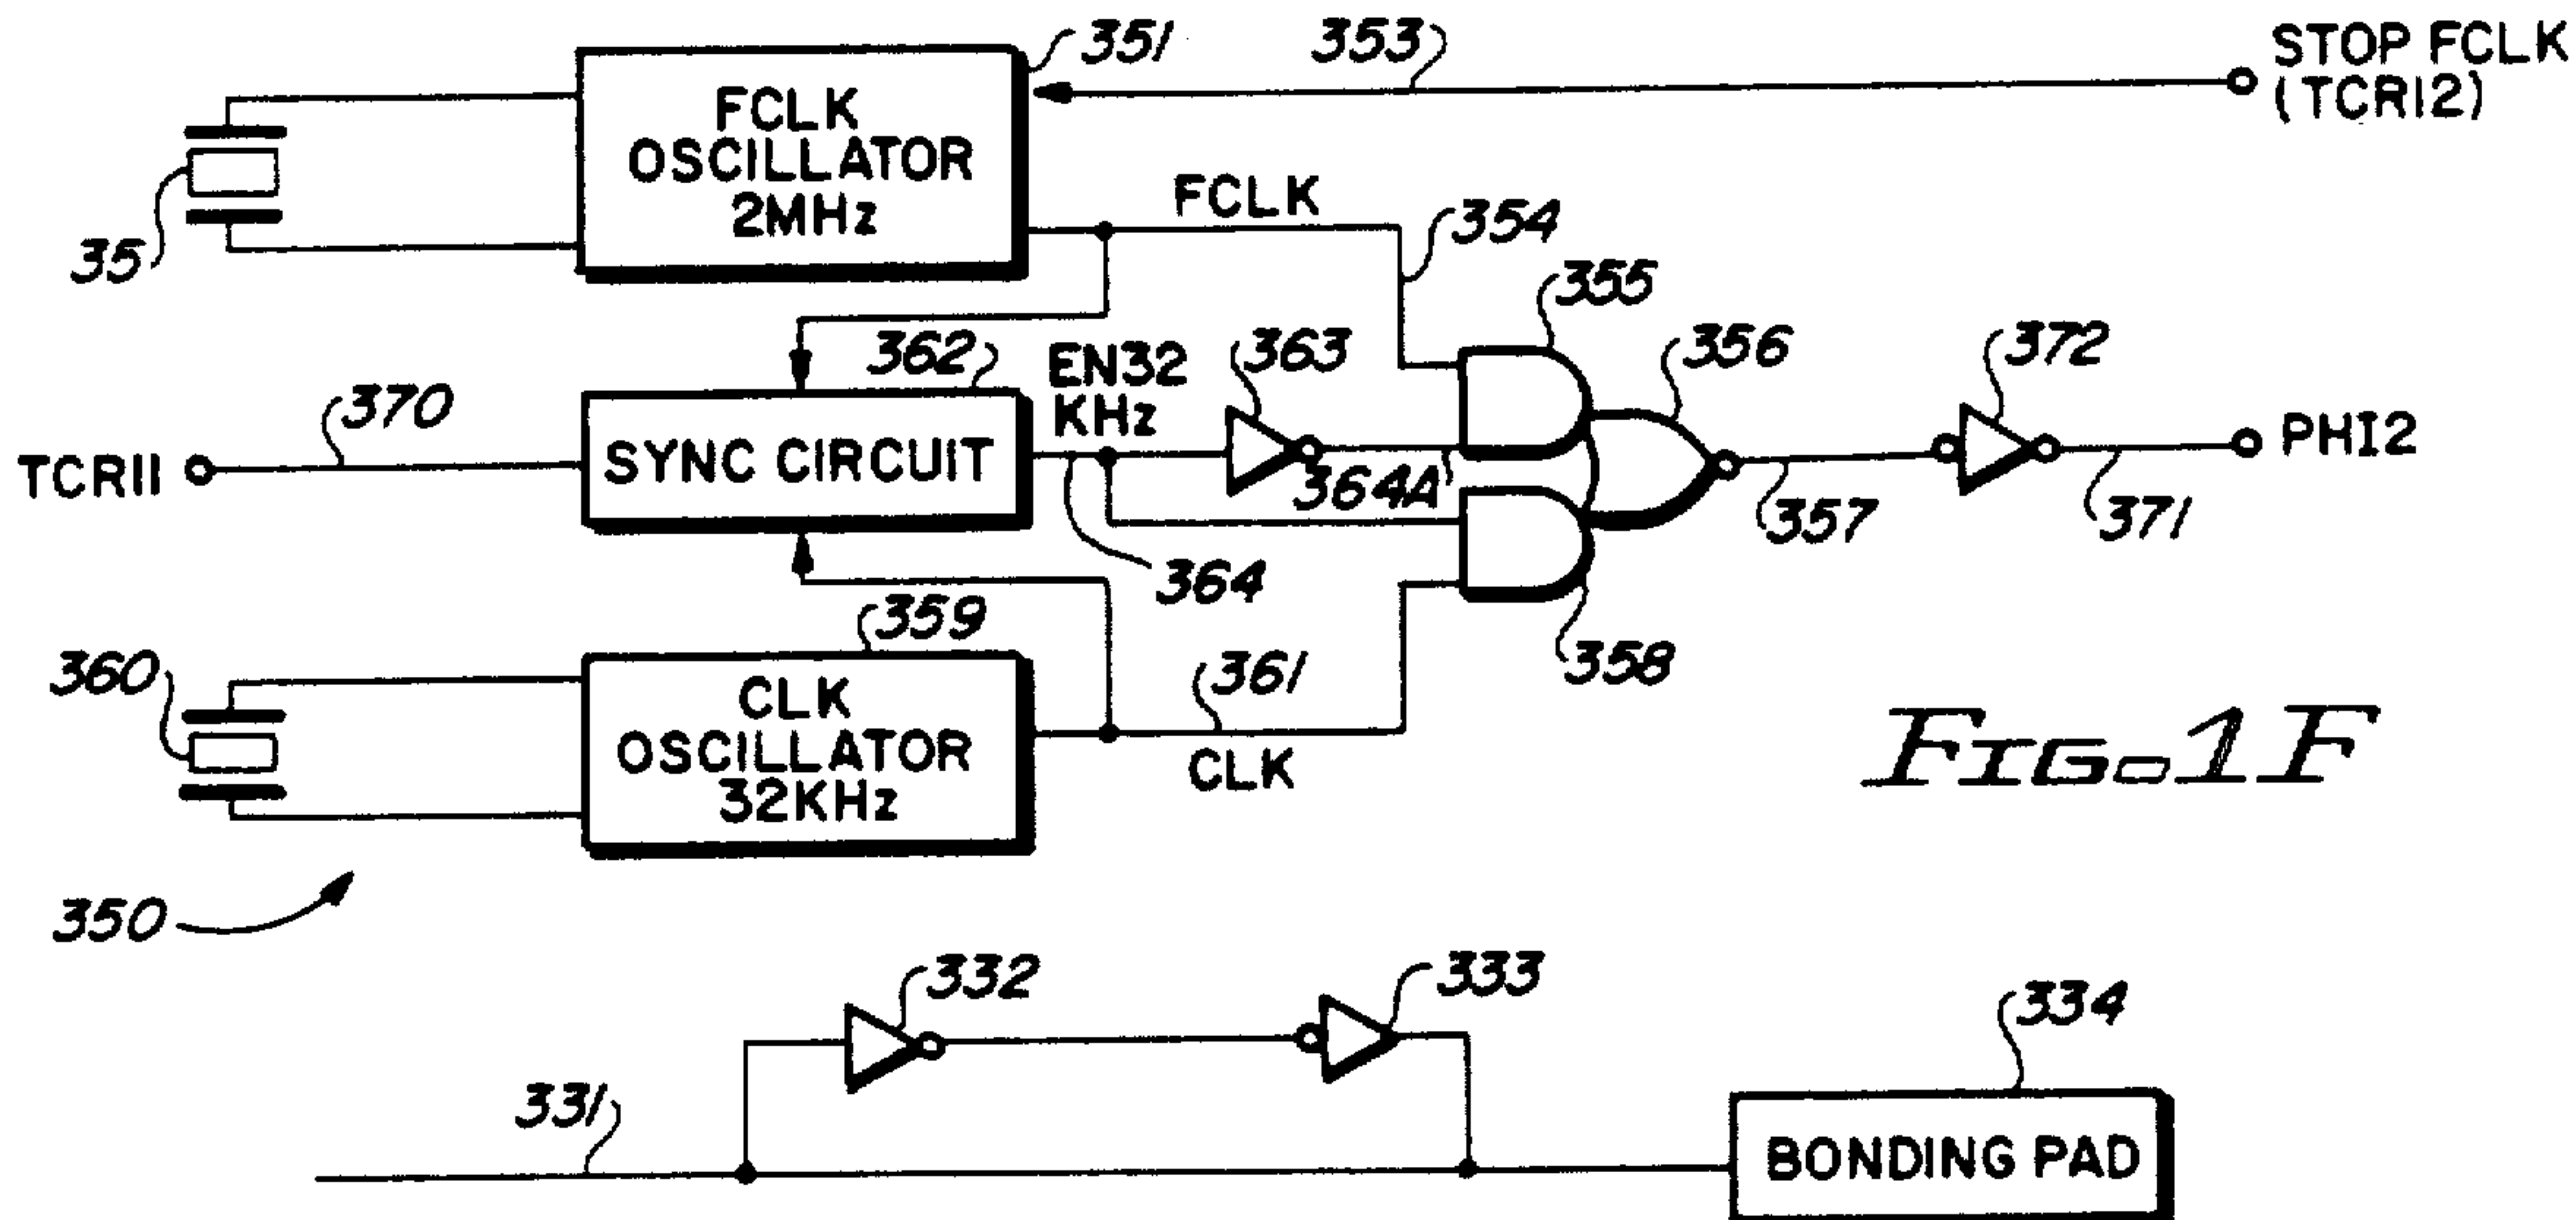 351
353
STOP FCLK
(TCR12)
FCLK
OSCILLATOR
2MHz
35
FCLK
354
355
356
372
362
363
EN32
KHz
370
TCR11
SYNC CIRCUIT
364A
357
371
PHI2
364
358
359
360
CLK
OSCILLATOR
32KHz
361
CLK
FIG. 1F
350
332
333
334
331
BONDING PAD